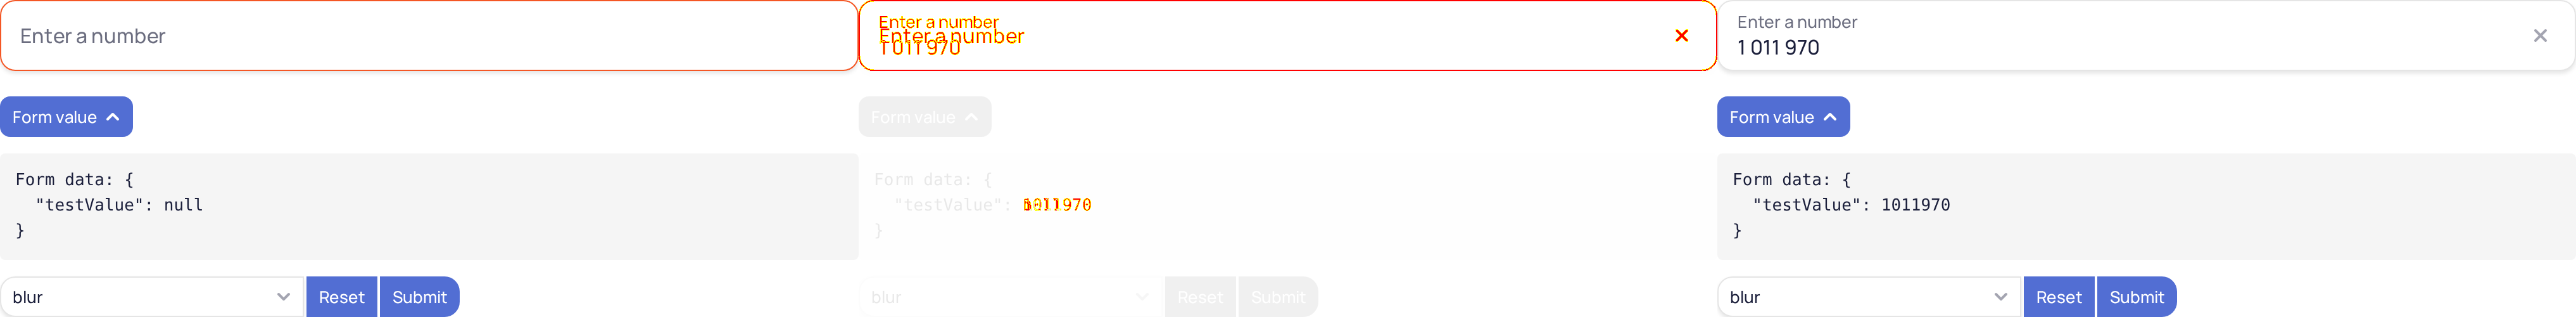 Enter a number
Form value
Form data: {
"testValue": null
}
blur
Reset
Submit
Enter a number
Enter a number
1 011 970
Form value
Form data: {
"testValue": 1011970
}
blur
Reset
Submit
Enter a number
1 011 970
Form value
Form data: {
"testValue": 1011970
}
blur
Reset
Submit